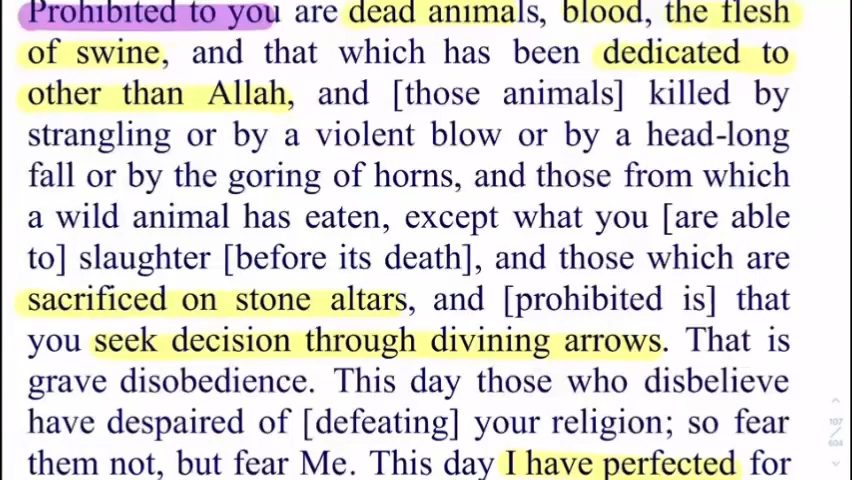 Prohibited to you are dead animals, blood, the flesh
of swine, and that which has been dedicated to
other than Allah, and [those animals] killed by
strangling or by a violent blow or by a head-long
fall or by the goring of horns, and those from which
a wild animal has eaten, except what you [are able
to] slaughter [before its death], and those which are
sacrificed on stone altars, and [prohibited is] that
you seek decision through divining arrows. That is
grave disobedience. This day those who disbelieve
have despaired of [defeating] your religion; so fear
them not, but fear Me. This day I have perfected for
107
604